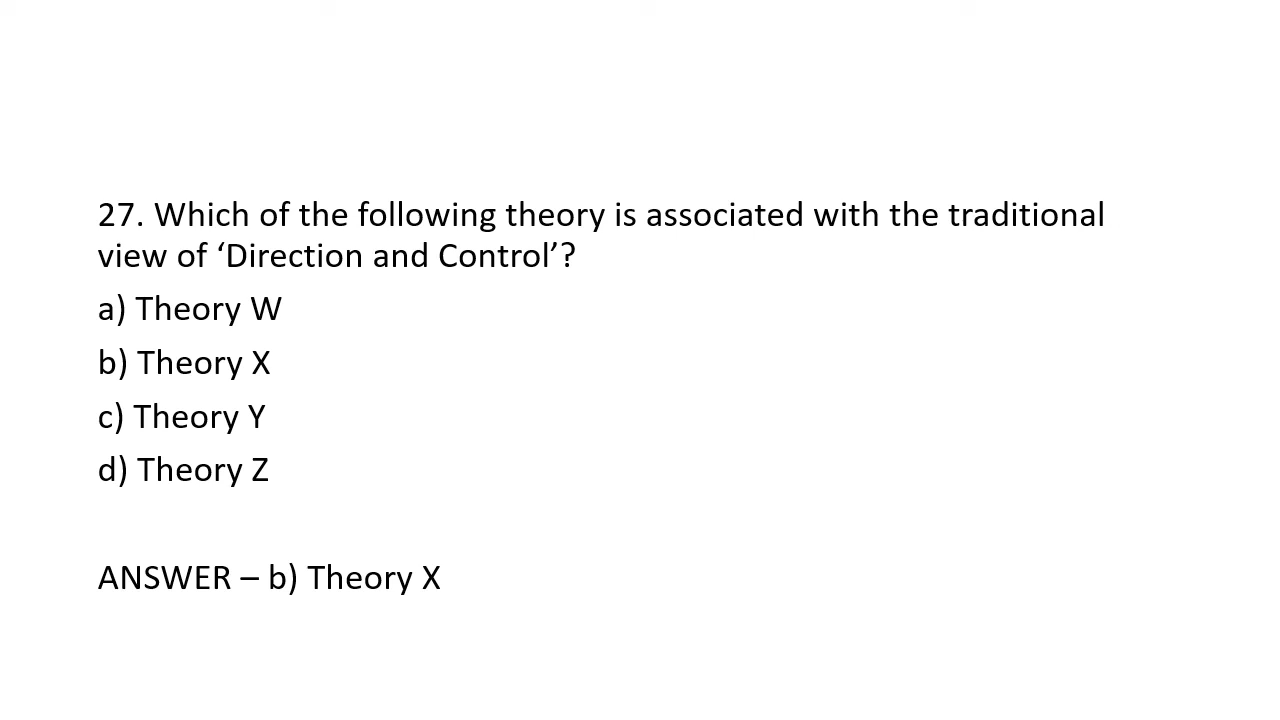 27. Which of the following theory is associated with the traditional
view of ‘Direction and Control’?
a) Theory W
b) Theory X
c) Theory Y
d) Theory Z
ANSWER – b) Theory X